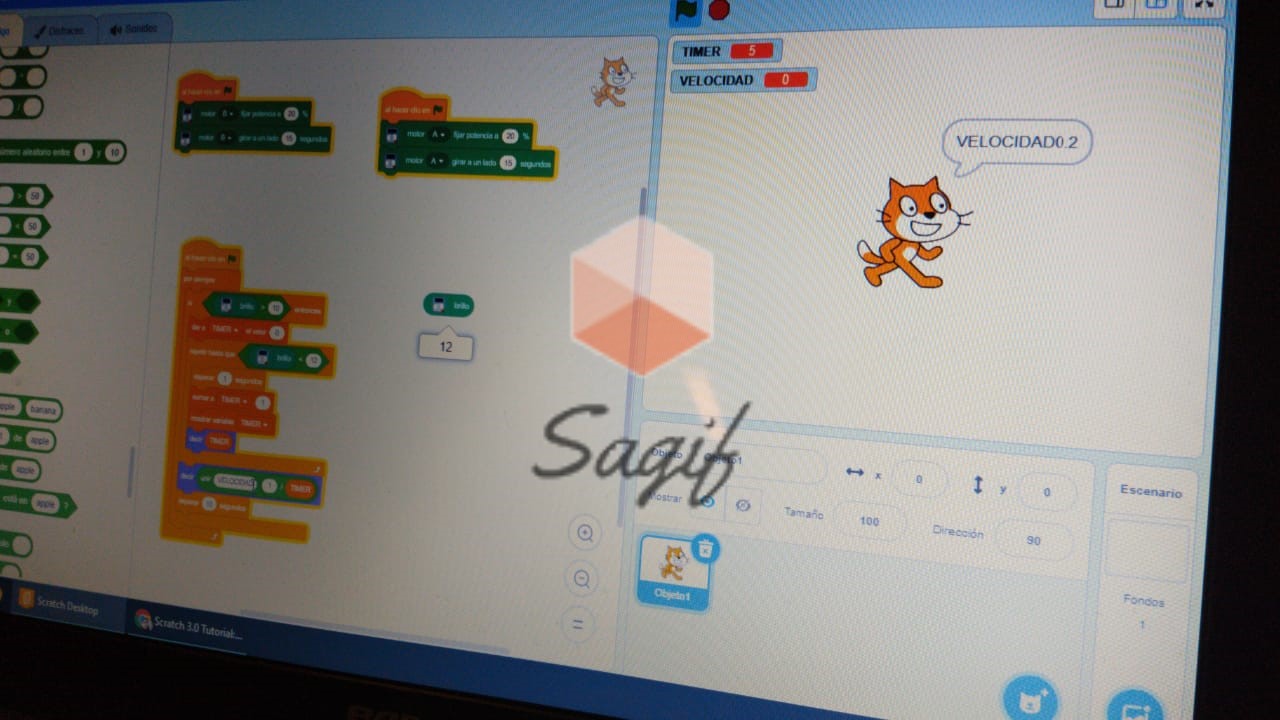 Disfraces
Sonidos
TIMER 5
VELOCIDAD 0
VELOCIDAD0.2
al hacer clic en
motor B fijar potencia a 20 %
motor B girar a un lado 15 segundos
al hacer clic en
motor A fijar potencia a 20 %
motor A girar a un lado 15 segundos
número aleatorio entre 1 y 10
> 50
< 50
= 50
y
o
apple banana
de apple
de apple
está en apple ?
al hacer clic en
por siempre
si brillo > 10 entonces
dar a TIMER el valor 0
repetir hasta que brillo < 12
esperar 1 segundos
sumar a TIMER 1
mostrar variable TIMER
decir TIMER
decir unir VELOCIDAD 1 / TIMER
esperar 10 segundos
brillo
12
Sagif
Objeto Objeto1
x 0
y 0
Mostrar
Tamaño 100
Dirección 90
Objeto1
Escenario
Fondos
1
Scratch Desktop
Scratch 3.0 Tutorial:...